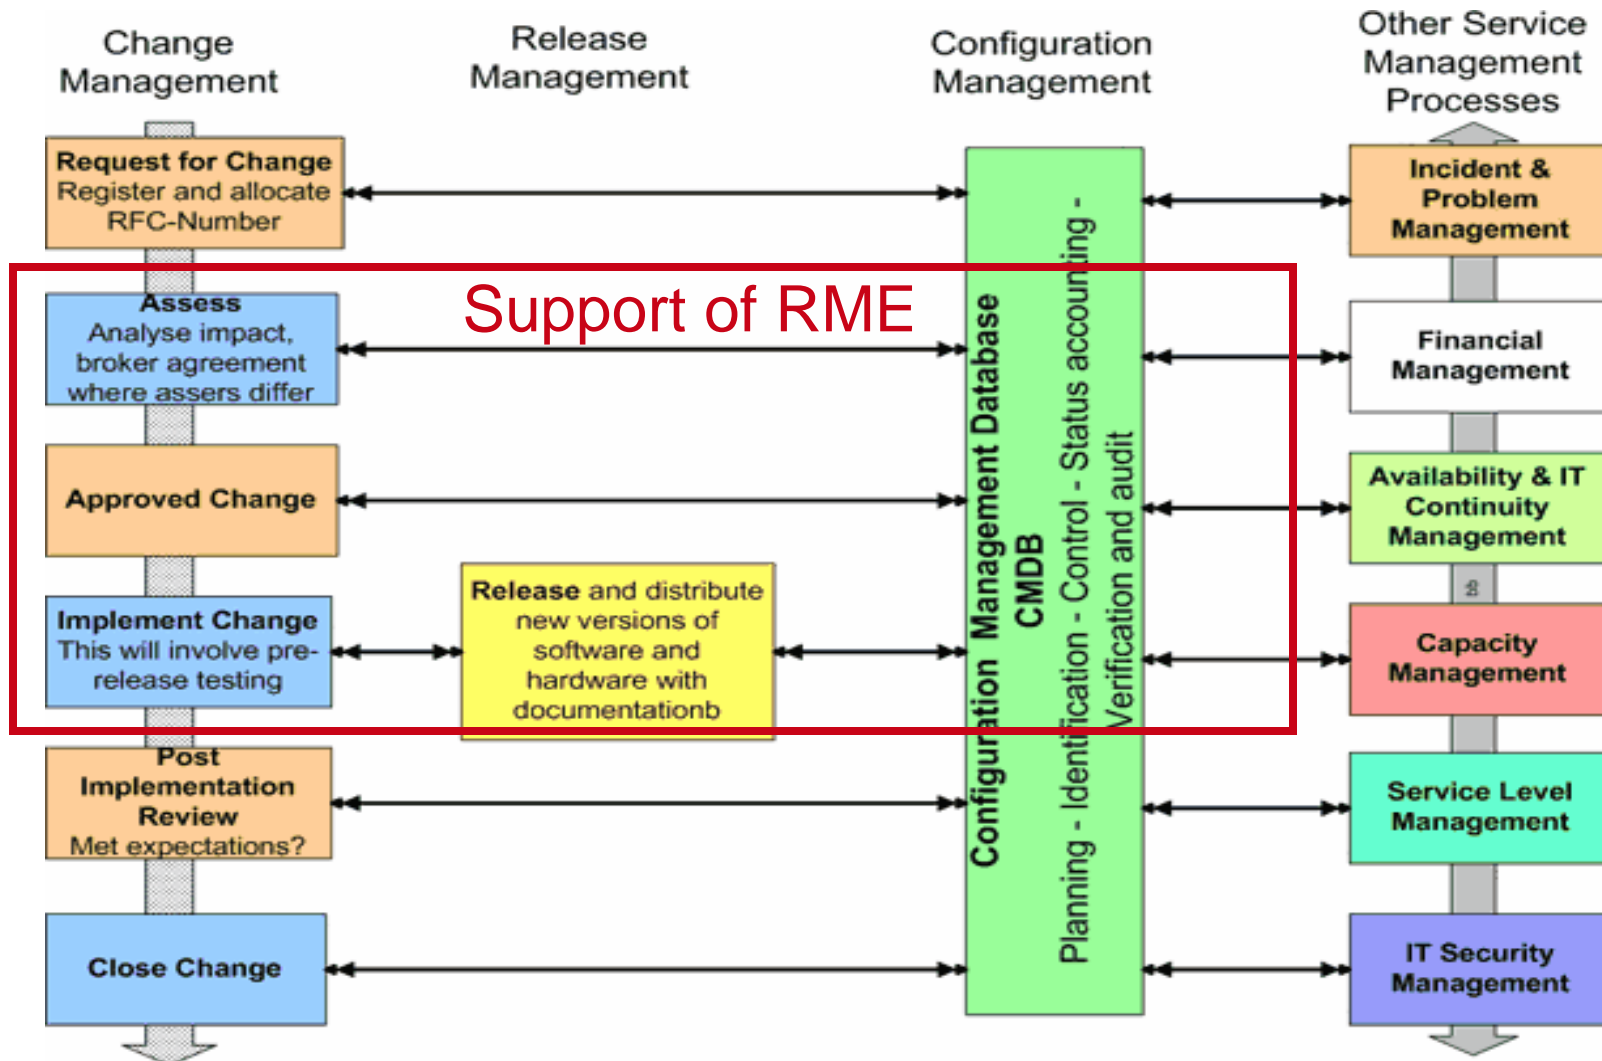 Change
Management
Release
Management
Configuration
Management
Other Service
Management
Processes
Request for Change
Register and allocate
RFC-Number
Support of RME
Assess
Analyse impact,
broker agreement
where assers differ
Approved Change
Implement Change
This will involve pre-
release testing
Release and distribute
new versions of
software and
hardware with
documentationb
Post
Implementation
Review
Met expectations?
Close Change
Configuration Management Database
CMDB
Planning - Identification - Control - Status accounting -
Verification and audit
Incident &
Problem
Management
Financial
Management
Availability & IT
Continuity
Management
Capacity
Management
Service Level
Management
IT Security
Management